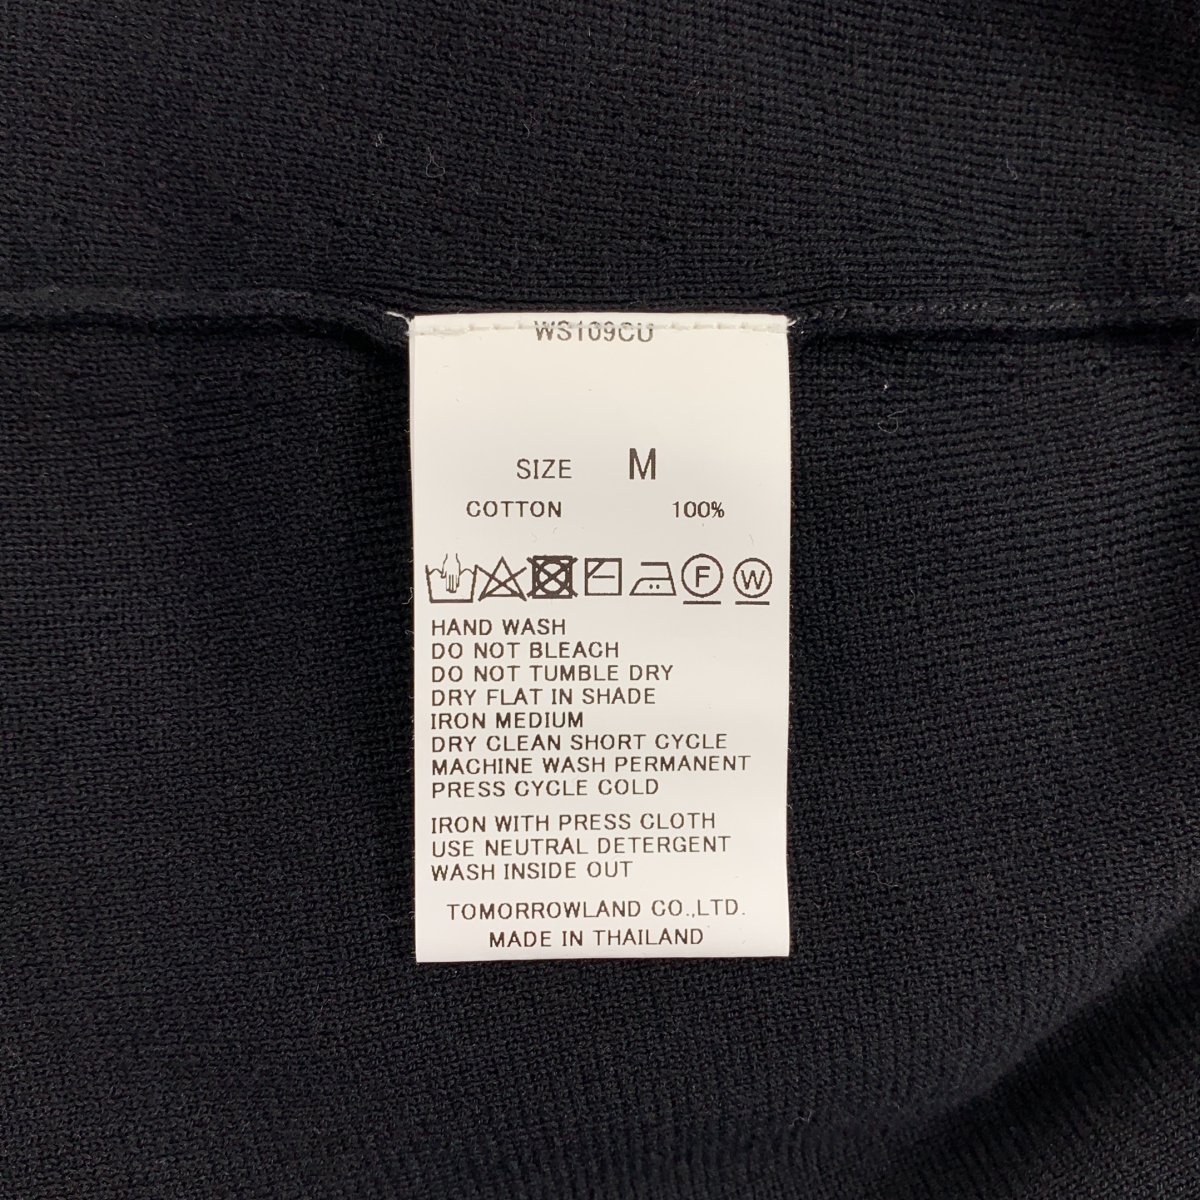 WS109CU
SIZE M
COTTON 100%
F W
HAND WASH
DO NOT BLEACH
DO NOT TUMBLE DRY
DRY FLAT IN SHADE
IRON MEDIUM
DRY CLEAN SHORT CYCLE
MACHINE WASH PERMANENT
PRESS CYCLE COLD
IRON WITH PRESS CLOTH
USE NEUTRAL DETERGENT
WASH INSIDE OUT
TOMORROWLAND CO.,LTD.
MADE IN THAILAND